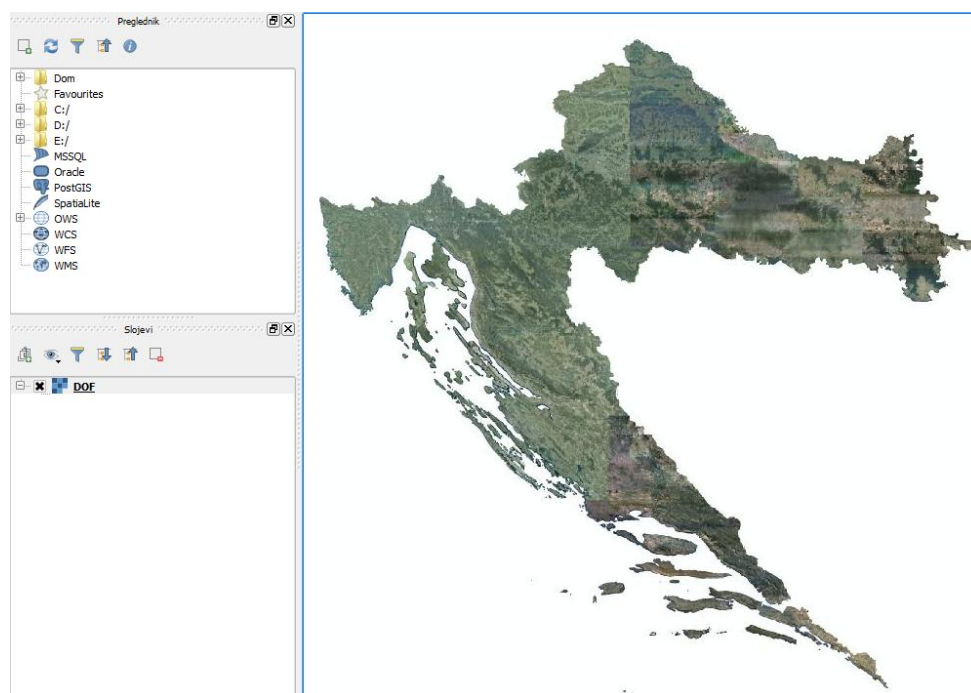 Preglednik
Dom
Favourites
C:/
D:/
E:/
MSSQL
Oracle
PostGIS
SpatiaLite
OWS
WCS
WFS
WMS
Slojevi
DOF